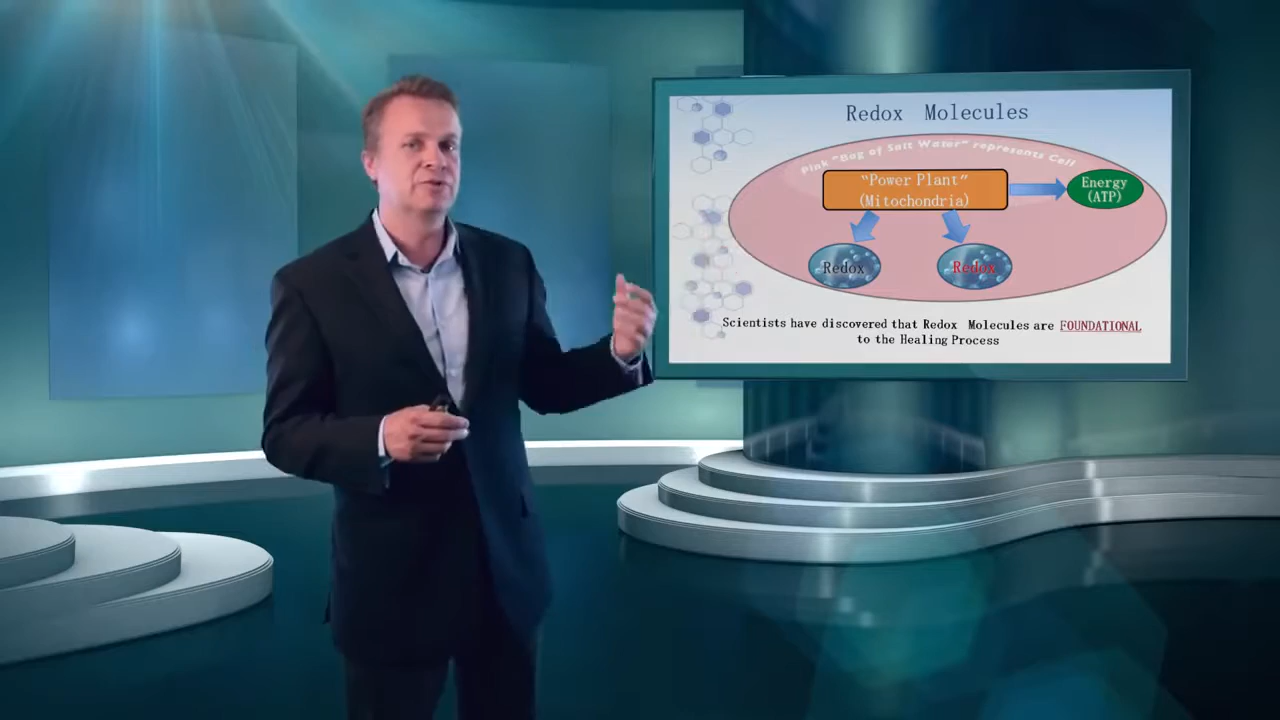 Redox Molecules
Pink "Bag of Salt Water" represents Cell
"Power Plant"
(Mitochondria)
Energy
(ATP)
Redox
Redox
Scientists have discovered that Redox Molecules are FOUNDATIONAL
to the Healing Process